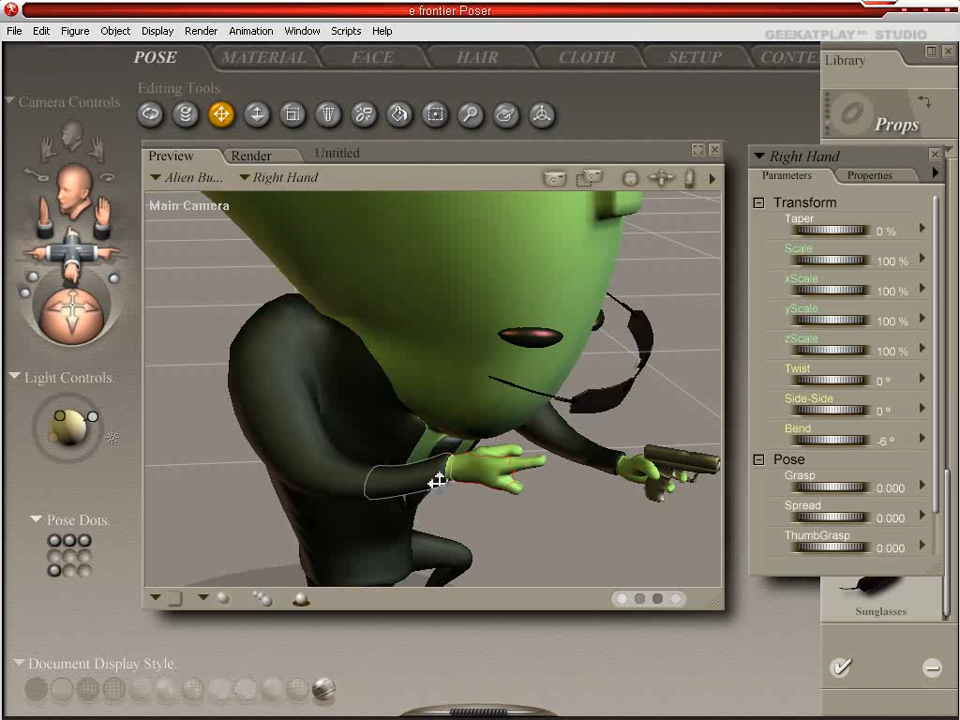 e frontier Poser
File Edit Figure Object Display Render Animation Window Scripts Help
GEEKATPLAY STUDIO
POSE MATERIAL FACE HAIR CLOTH SETUP CONTE
Library
Editing Tools.
Camera Controls
Props
Preview Render Untitled
Right Hand
Alien Bu... Right Hand
Parameters Properties
Main Camera
Transform
Taper
0 %
Scale
100 %
xScale
100 %
yScale
100 %
zScale
100 %
Twist
0 º
Side-Side
0 º
Bend
-6 º
Light Controls.
Pose
Grasp
0.000
Spread
0.000
ThumbGrasp
0.000
Pose Dots.
Sunglasses
Document Display Style.